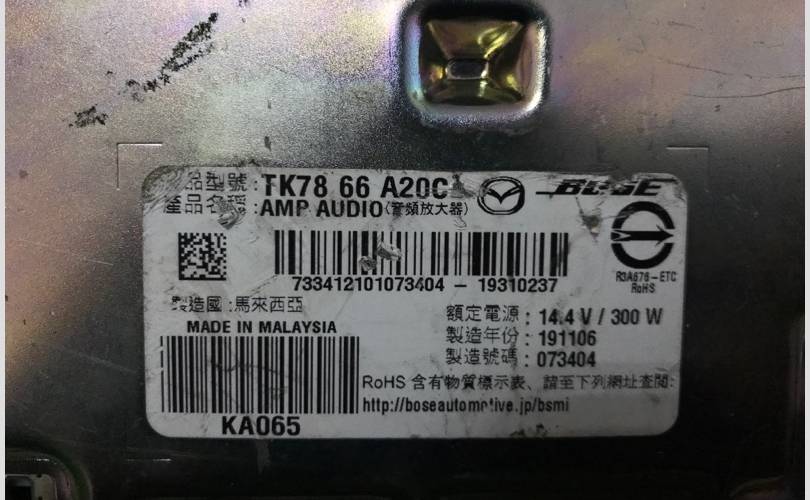 品型號:TK78 66 A20C
BOSE
產品名稱:AMP AUDIO(音頻放大器)
R3A676-ETC
RoHS
733412101073404 - 19310237
製造國:馬來西亞
MADE IN MALAYSIA
額定電源:14.4 V / 300 W
製造年份:191106
製造號碼:073404
RoHS 含有物質標示表、請至下列網址查閱:
http://boseautomotive.jp/bsmi
KA065